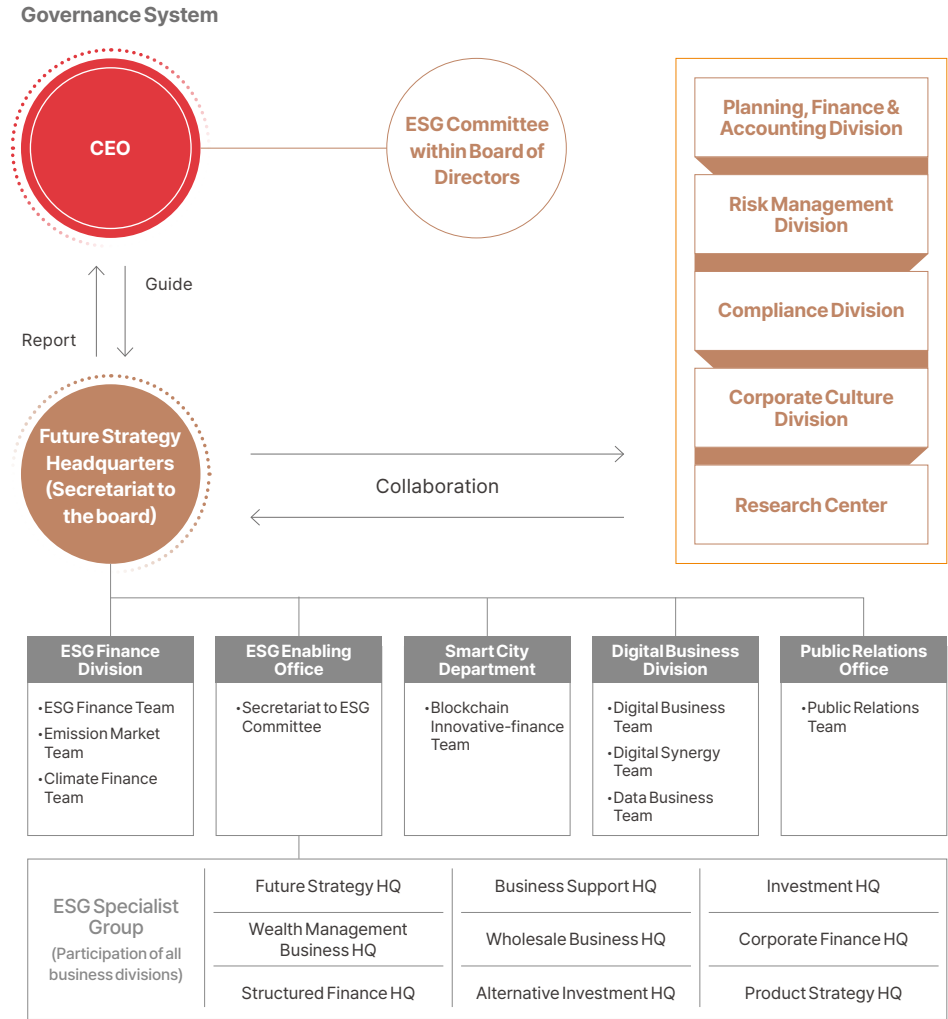 Governance System
CEO
ESG Committee
within Board of
Directors
Planning, Finance &
Accounting Division
Risk Management
Division
Compliance Division
Corporate Culture
Division
Research Center
Guide
Report
Future Strategy
Headquarters
(Secretariat to
the board)
Collaboration
ESG Finance
Division
•ESG Finance Team
•Emission Market
Team
•Climate Finance
Team
ESG Enabling
Office
•Secretariat to ESG
Committee
Smart City
Department
•Blockchain
Innovative-finance
Team
Digital Business
Division
•Digital Business
Team
•Digital Synergy
Team
•Data Business
Team
Public Relations
Office
•Public Relations
Team
ESG Specialist
Group
(Participation of all
business divisions)
Future Strategy HQ
Business Support HQ
Investment HQ
Wealth Management
Business HQ
Wholesale Business HQ
Corporate Finance HQ
Structured Finance HQ
Alternative Investment HQ
Product Strategy HQ